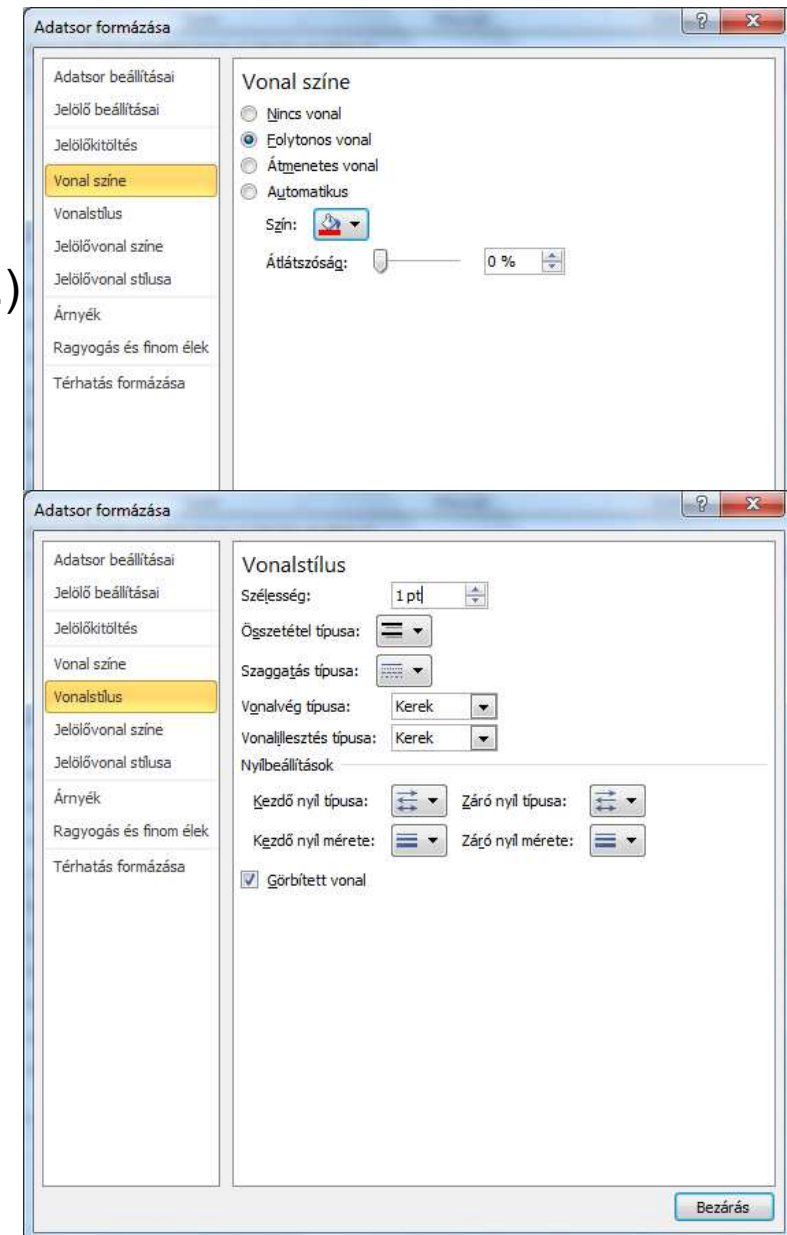 Adatsor formázása
Adatsor beállításai
Jelölő beállításai
Jelölőkitöltés
Vonal színe
Vonalstílus
Jelölővonal színe
Jelölővonal stílusa
Árnyék
Ragyogás és finom élek
Térhatás formázása
Vonal színe
Nincs vonal
Folytonos vonal
Átmenetes vonal
Automatikus
Szín:
Átlátszóság: 0 %
.)
Adatsor formázása
Adatsor beállításai
Jelölő beállításai
Jelölőkitöltés
Vonal színe
Vonalstílus
Jelölővonal színe
Jelölővonal stílusa
Árnyék
Ragyogás és finom élek
Térhatás formázása
Vonalstílus
Szélesség: 1 pt
Összetétel típusa:
Szaggatás típusa:
Vonalvég típusa: Kerek
Vonalillesztés típusa: Kerek
Nyílbeállítások
Kezdő nyíl típusa: Záró nyíl típusa:
Kezdő nyíl mérete: Záró nyíl mérete:
Görbített vonal
Bezárás